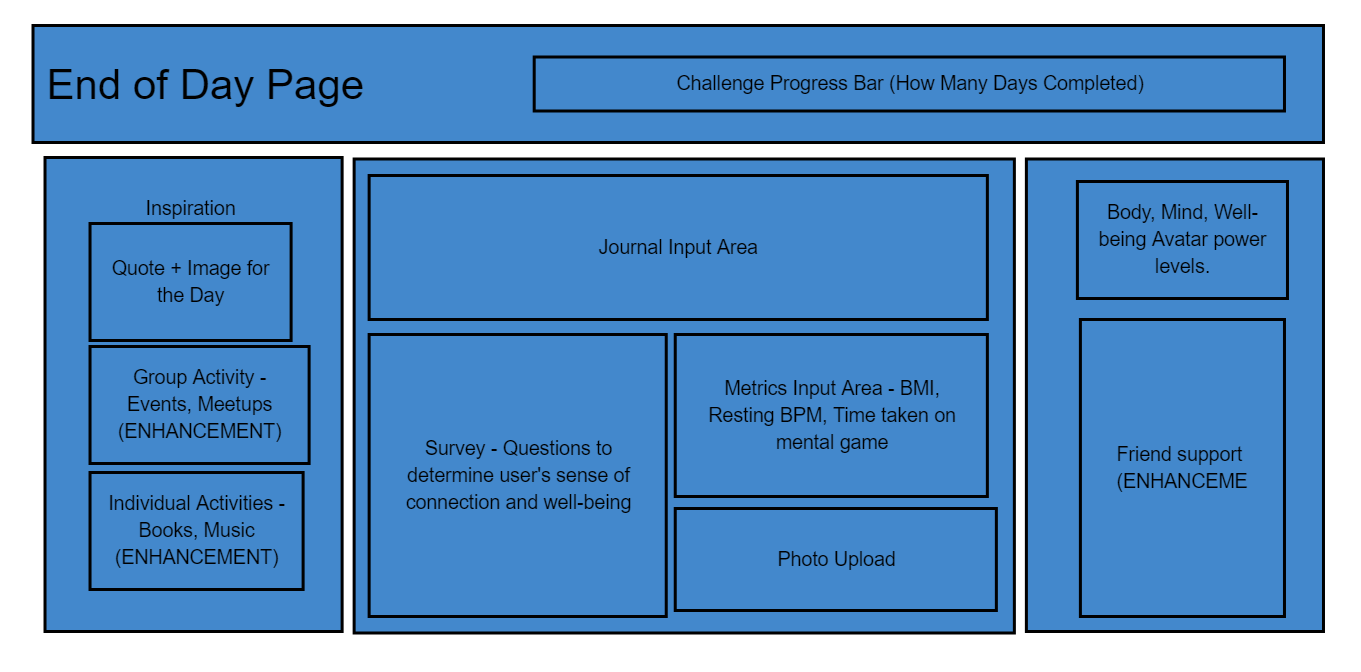 End of Day Page
Challenge Progress Bar (How Many Days Completed)
Inspiration
Quote + Image for
the Day
Group Activity -
Events, Meetups
(ENHANCEMENT)
Individual Activities -
Books, Music
(ENHANCEMENT)
Journal Input Area
Survey - Questions to
determine user's sense of
connection and well-being
Metrics Input Area - BMI,
Resting BPM, Time taken on
mental game
Photo Upload
Body, Mind, Well-
being Avatar power
levels.
Friend support
(ENHANCEME